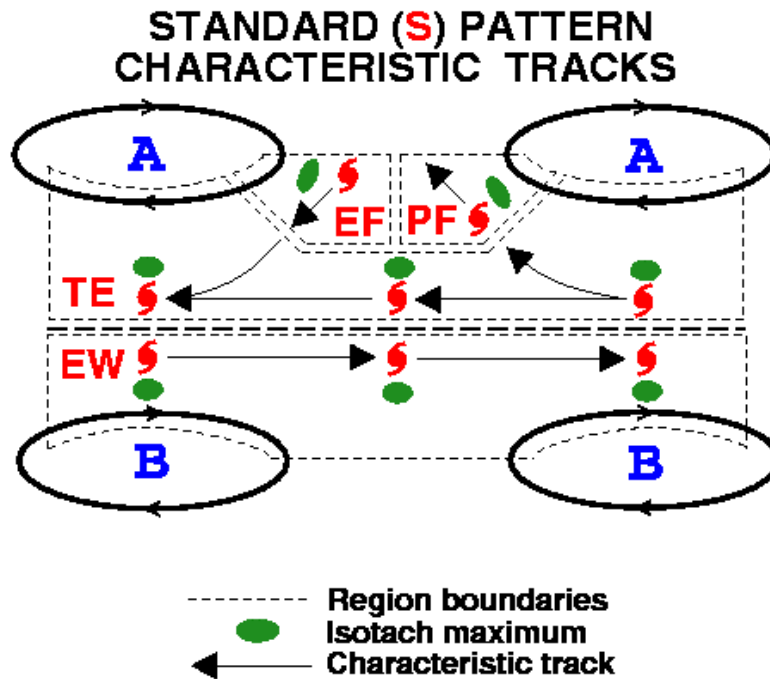 STANDARD (S) PATTERN
CHARACTERISTIC TRACKS
A
A
EF
PF
TE
EW
B
B
Region boundaries
Isotach maximum
Characteristic track